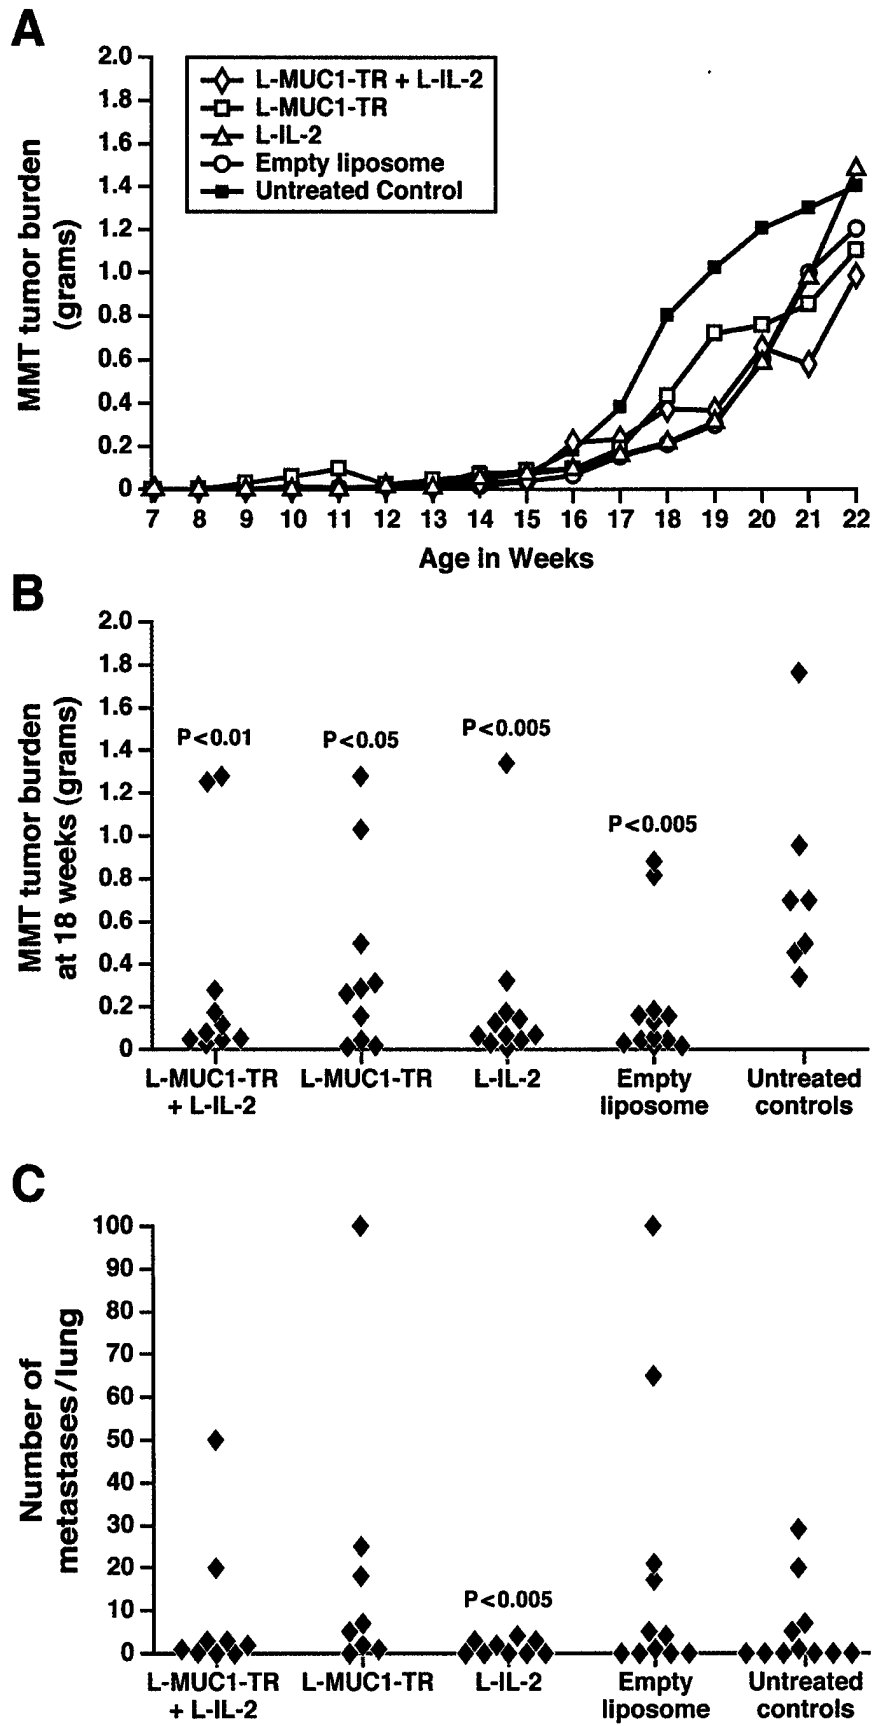 A
2.0
1.8
1.6
1.4
1.2
1.0
0.8
0.6
0.4
0.2
0
MMT tumor burden
(grams)
L-MUC1-TR + L-IL-2
L-MUC1-TR
L-IL-2
Empty liposome
Untreated Control
7 8 9 10 11 12 13 14 15 16 17 18 19 20 21 22
Age in Weeks
B
2.0
1.8
1.6
1.4
1.2
1.0
0.8
0.6
0.4
0.2
0
MMT tumor burden
at 18 weeks (grams)
P<0.01 P<0.05 P<0.005 P<0.005
L-MUC1-TR L-MUC1-TR L-IL-2 Empty Untreated
+ L-IL-2 liposome controls
C
100
90
80
70
60
50
40
30
20
10
0
Number of
metastases/lung
P<0.005
L-MUC1-TR L-MUC1-TR L-IL-2 Empty Untreated
+ L-IL-2 liposome controls